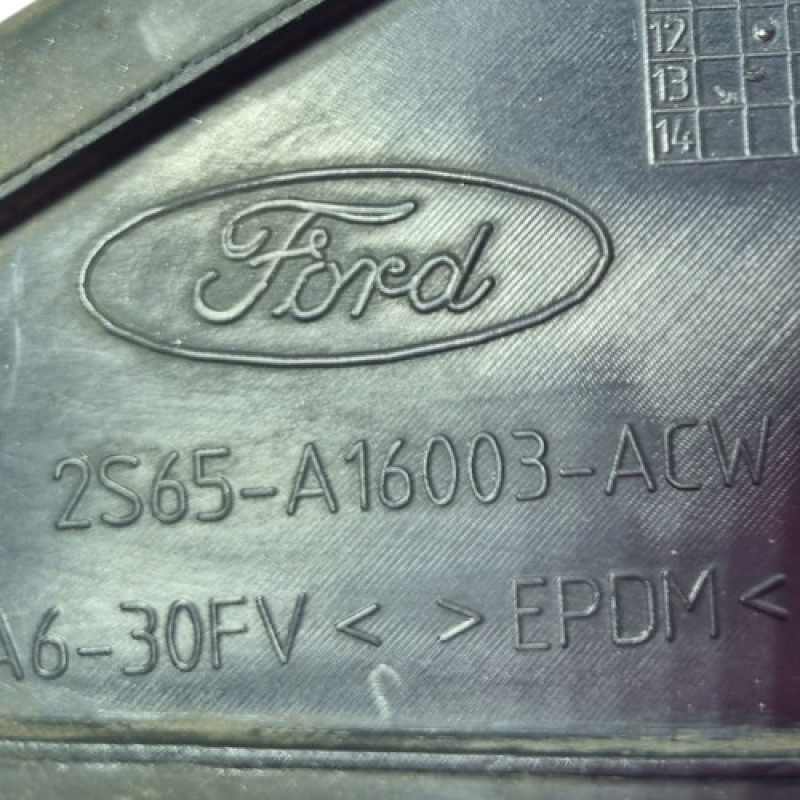 12
13
14
Ford
2S65-A16003-ACW
A6-30FV < > EPDM <